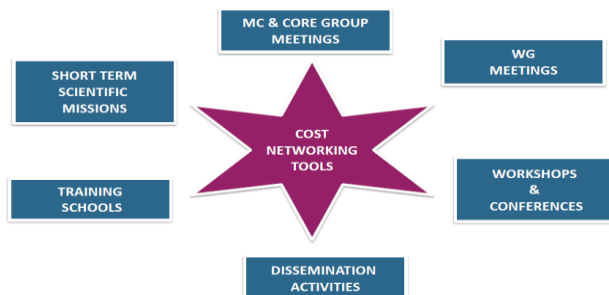 MC & CORE GROUP
MEETINGS
WG
MEETINGS
SHORT TERM
SCIENTIFIC
MISSIONS
COST
NETWORKING
TOOLS
TRAINING
SCHOOLS
WORKSHOPS
&
CONFERENCES
DISSEMINATION
ACTIVITIES